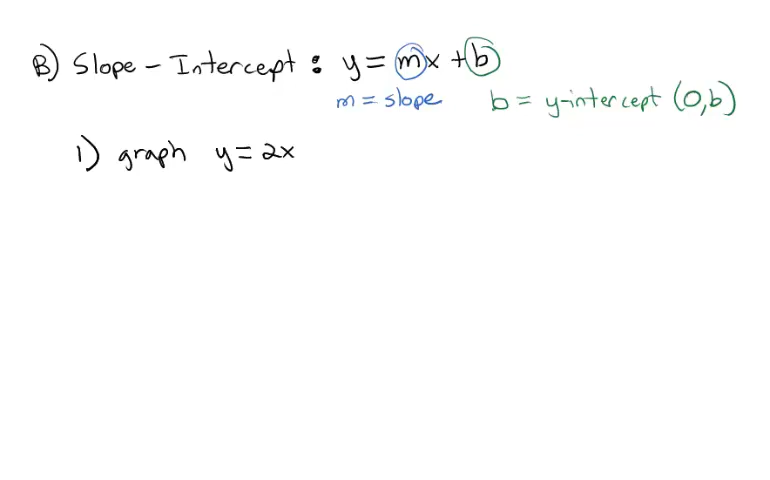 B) Slope - Intercept : y = mx + b
m = slope b = y-intercept (0,b)
1) graph y = 2x